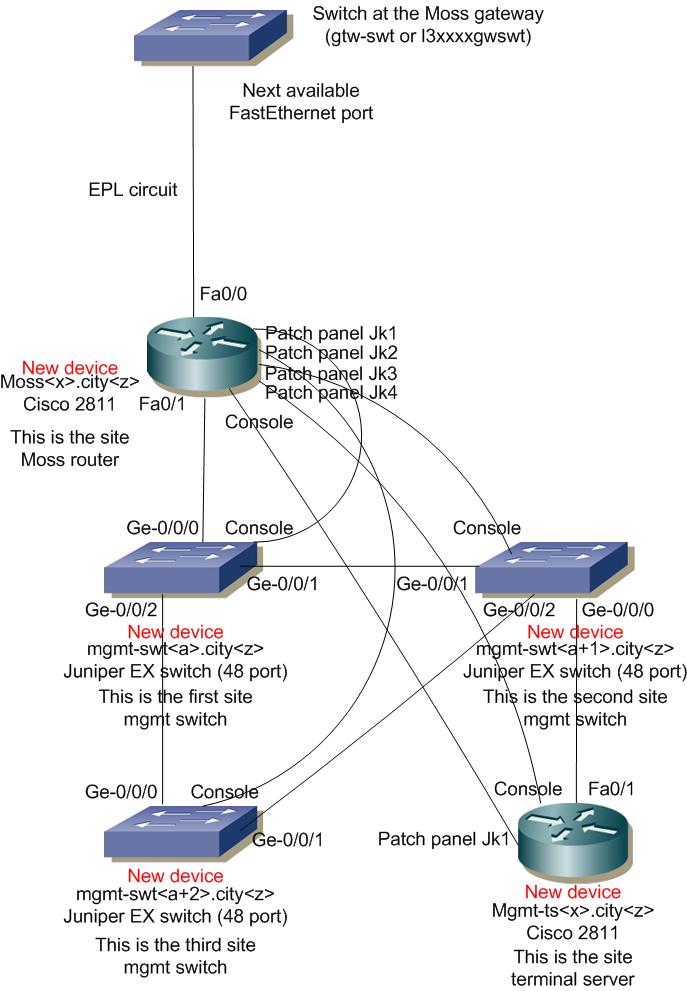 Switch at the Moss gateway
(gtw-swt or l3xxxxgwswt)
Next available
FastEthernet port
EPL circuit
Fa0/0
Patch panel Jk1
Patch panel Jk2
Patch panel Jk3
Patch panel Jk4
New device
Moss<x>.city<z>
Cisco 2811
Fa0/1
Console
This is the site
Moss router
Ge-0/0/0
Console
Console
Ge-0/0/1
Ge-0/0/1
Ge-0/0/2
New device
mgmt-swt<a>.city<z>
Juniper EX switch (48 port)
This is the first site
mgmt switch
Ge-0/0/2
Ge-0/0/0
New device
mgmt-swt<a+1>.city<z>
Juniper EX switch (48 port)
This is the second site
mgmt switch
Ge-0/0/0
Console
Ge-0/0/1
New device
mgmt-swt<a+2>.city<z>
Juniper EX switch (48 port)
This is the third site
mgmt switch
Console
Fa0/1
Patch panel Jk1
New device
Mgmt-ts<x>.city<z>
Cisco 2811
This is the site
terminal server